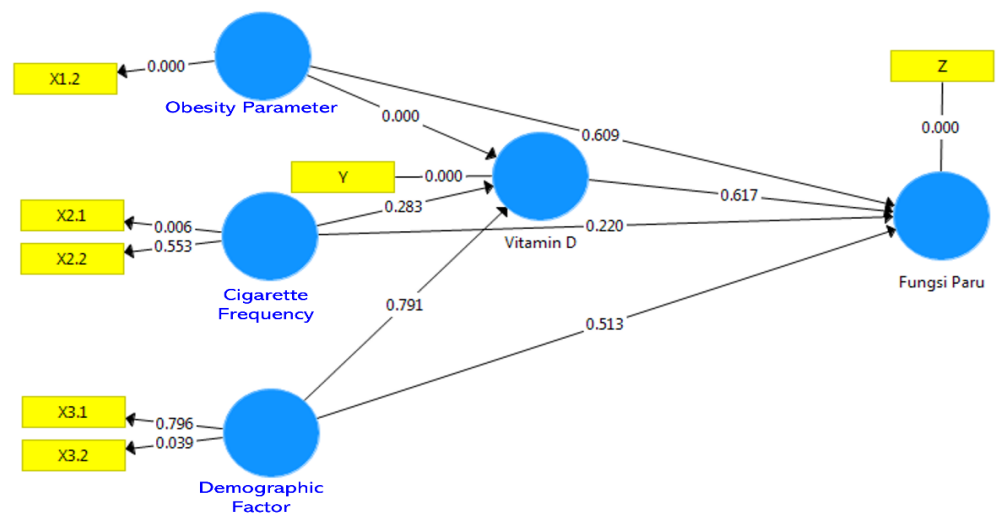 X1.2
0.000
Obesity Parameter
0.000
0.609
Z
0.000
Y
0.000
Vitamin D
X2.1
X2.2
0.006
0.553
0.283
0.220
0.617
Cigarette
Frequency
Fungsi Paru
0.791
0.513
X3.1
X3.2
0.796
0.039
Demographic
Factor